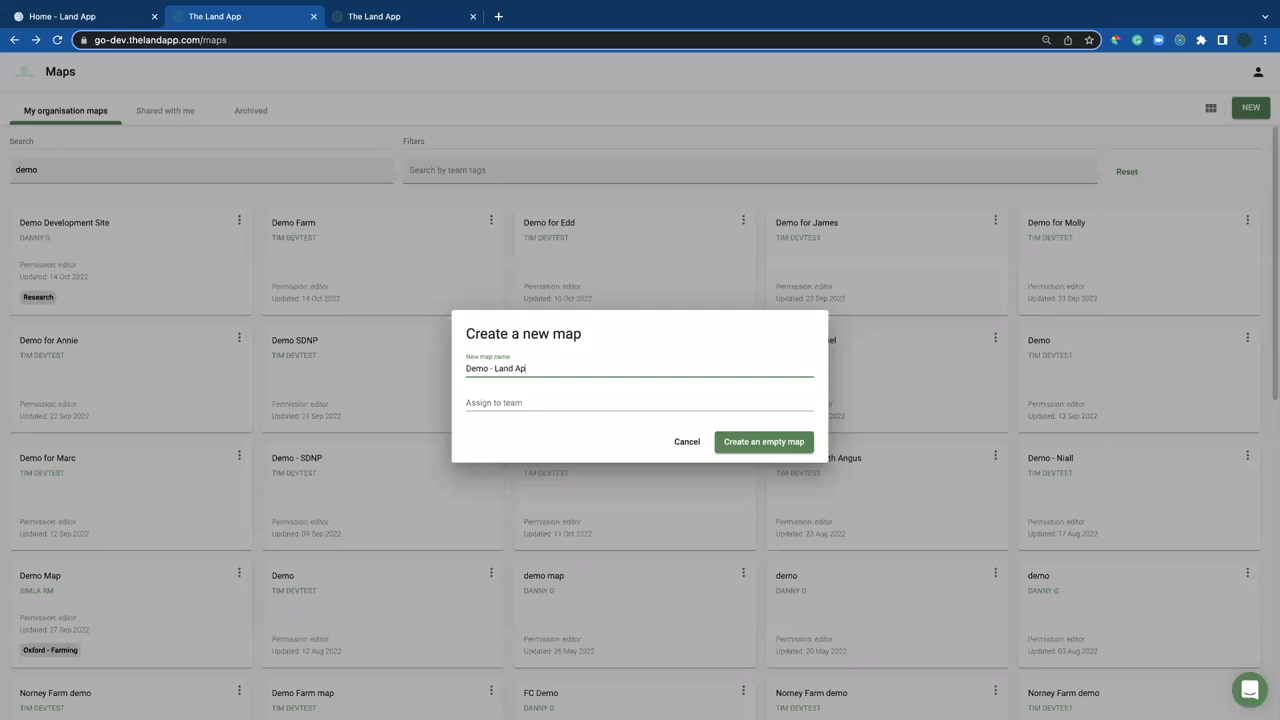 Home - Land App
The Land App
The Land App
go-dev.thelandapp.com/maps
Maps
My organisation maps
Shared with me
Archived
NEW
Search
Filters
demo
Search by team tags
Reset
Demo Development Site
DANNY G
Permission: editor
Updated: 14 Oct 2022
Research
Demo Farm
TIM DEVTEST
Permission: editor
Updated: 14 Oct 2022
Demo for Edd
TIM DEVTEST
Permission: editor
Updated: 10 Oct 2022
Demo for James
TIM DEVTEST
Permission: editor
Updated: 23 Sep 2022
Demo for Molly
TIM DEVTEST
Permission: editor
Updated: 23 Sep 2022
Create a new map
New map name
Demo - Land Ap
Assign to team
Cancel
Create an empty map
Demo for Annie
TIM DEVTEST
Permission: editor
Updated: 22 Sep 2022
Demo SDNP
TIM DEVTEST
Permission: editor
Updated: 21 Sep 2022
el
2022
Demo
TIM DEVTEST
Permission: editor
Updated: 13 Sep 2022
Demo for Marc
TIM DEVTEST
Permission: editor
Updated: 12 Sep 2022
Demo - SDNP
TIM DEVTEST
Permission: editor
Updated: 09 Sep 2022
TIM DEVTEST
Permission: editor
Updated: 11 Oct 2022
th Angus
TIM DEVTEST
Permission: editor
Updated: 23 Aug 2022
Demo - Niall
TIM DEVTEST
Permission: editor
Updated: 17 Aug 2022
Demo Map
SIMLA RM
Permission: editor
Updated: 27 Sep 2022
Oxford - Farming
Demo
TIM DEVTEST
Permission: editor
Updated: 12 Aug 2022
demo map
DANNY G
Permission: editor
Updated: 26 May 2022
demo
DANNY G
Permission: editor
Updated: 20 May 2022
demo
DANNY G
Permission: editor
Updated: 03 Aug 2022
Norney Farm demo
TIM DEVTEST
Demo Farm map
TIM DEVTEST
FC Demo
DANNY G
Norney Farm demo
TIM DEVTEST
Norney Farm demo
TIM DEVTEST